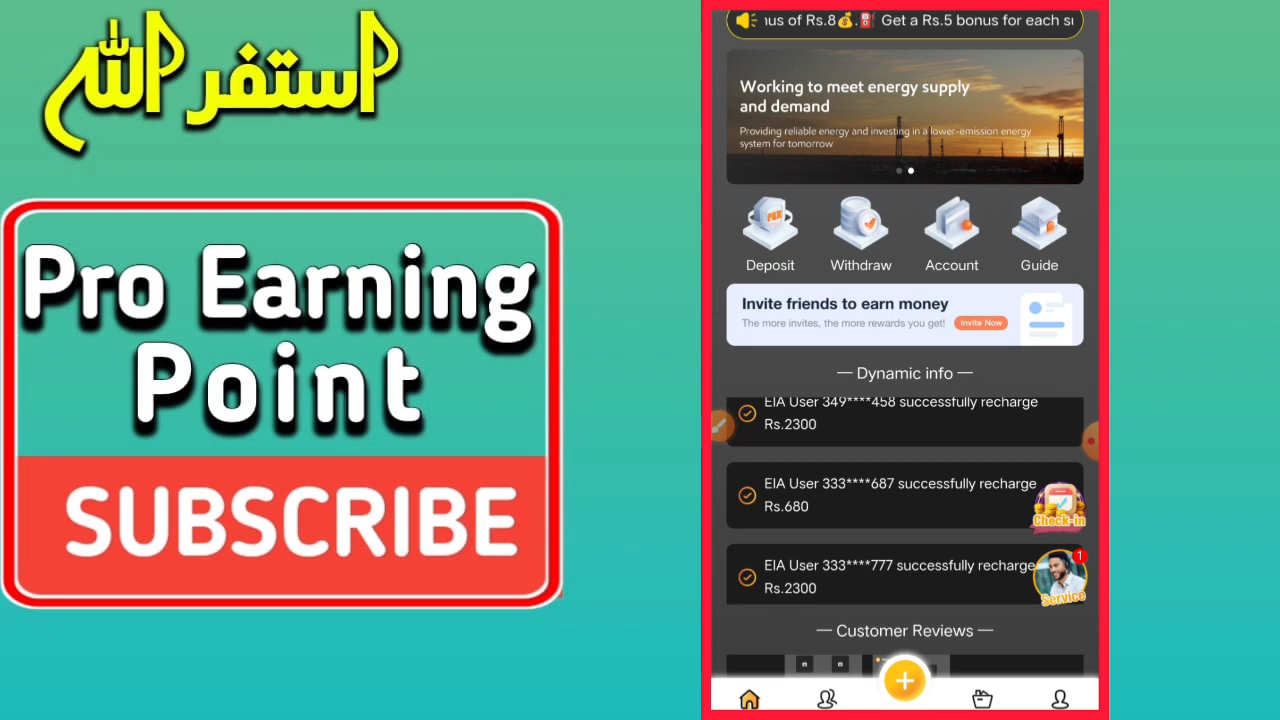 استفر الله
Pro Earning
Point
SUBSCRIBE
us of Rs.8💰.⛽ Get a Rs.5 bonus for each
Working to meet energy supply
and demand
Providing reliable energy and investing in a lower-emission energy
system for tomorrow
PKR
Deposit
Withdraw
Account
Guide
Invite friends to earn money
The more invites, the more rewards you get!
Invite Now
— Dynamic info —
EIA User 349****458 successfully recharge
Rs.2300
EIA User 333****687 successfully recharge
Rs.680
Check-in
EIA User 333****777 successfully recharge
Rs.2300
1
Service
— Customer Reviews —